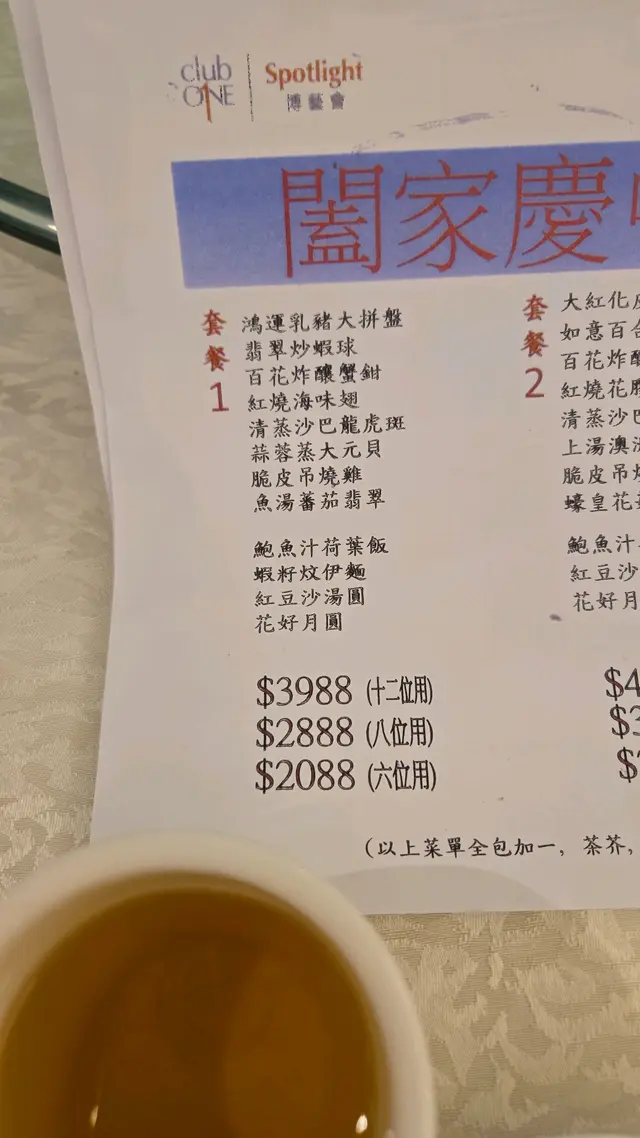 club ONE
Spotlight
博藝會
闔家慶
套餐1
鴻運乳豬大拼盤
翡翠炒蝦球
百花炸釀蟹鉗
紅燒海味翅
清蒸沙巴龍虎斑
蒜蓉蒸大元貝
脆皮吊燒雞
魚湯蕃茄翡翠
鮑魚汁荷葉飯
蝦籽炆伊麵
紅豆沙湯圓
花好月圓
$3988 (十二位用)
$2888 (八位用)
$2088 (六位用)
套餐2
大紅化皮
如意百合
百花炸釀
紅燒花膠
清蒸沙巴
上湯澳洲
脆皮吊燒
蠔皇花菇
鮑魚汁
紅豆沙
花好月
$4
$3
$
(以上菜單全包加一, 茶芥,